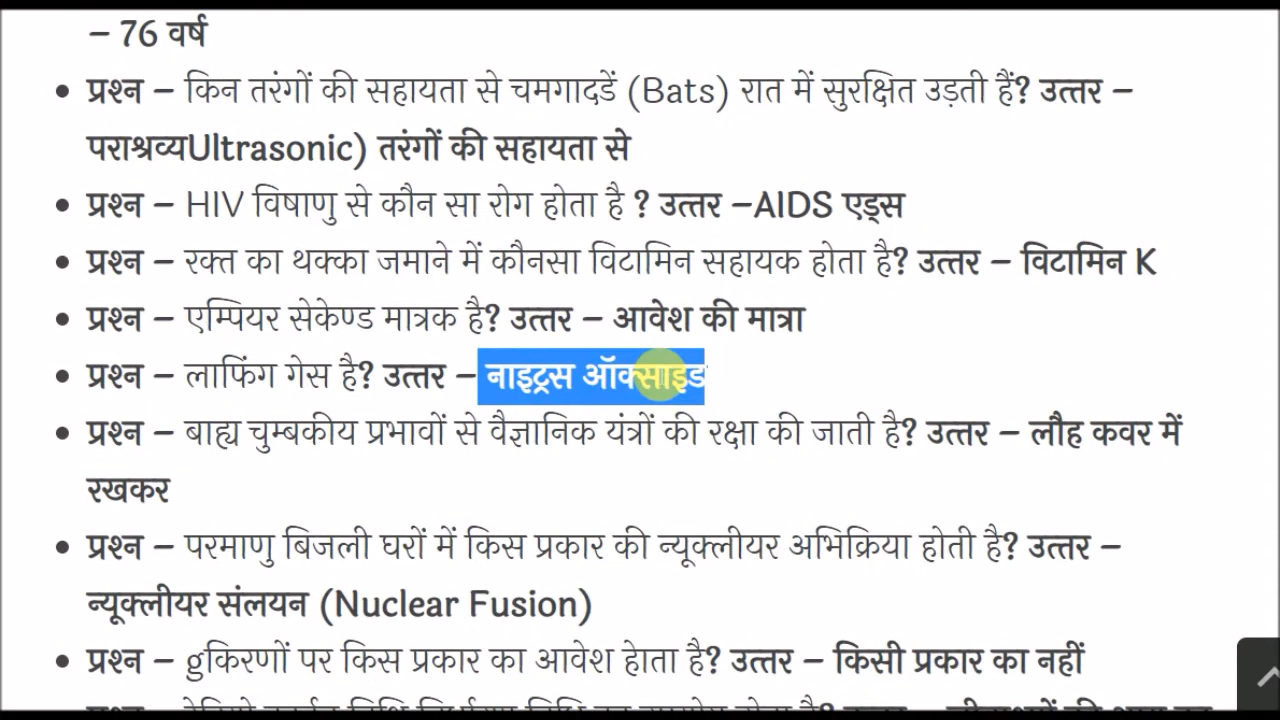 – 76 वर्ष
• प्रश्न – किन तरंगों की सहायता से चमगादडें (Bats) रात में सुरक्षित उड़ती हैं? उत्तर –
पराश्रव्यUltrasonic) तरंगों की सहायता से
• प्रश्न – HIV विषाणु से कौन सा रोग होता है ? उत्तर –AIDS एड्स
• प्रश्न – रक्त का थक्का जमाने में कौनसा विटामिन सहायक होता है? उत्तर – विटामिन K
• प्रश्न – एम्पियर सेकेण्ड मात्रक है? उत्तर – आवेश की मात्रा
• प्रश्न – लाफिंग गेस है? उत्तर – नाइट्रस ऑक्साइड
• प्रश्न – बाह्य चुम्बकीय प्रभावों से वैज्ञानिक यंत्रों की रक्षा की जाती है? उत्तर – लौह कवर में
रखकर
• प्रश्न – परमाणु बिजली घरों में किस प्रकार की न्यूक्लीयर अभिक्रिया होती है? उत्तर –
न्यूक्लीयर संलयन (Nuclear Fusion)
• प्रश्न – gकिरणों पर किस प्रकार का आवेश हेाता है? उत्तर – किसी प्रकार का नहीं